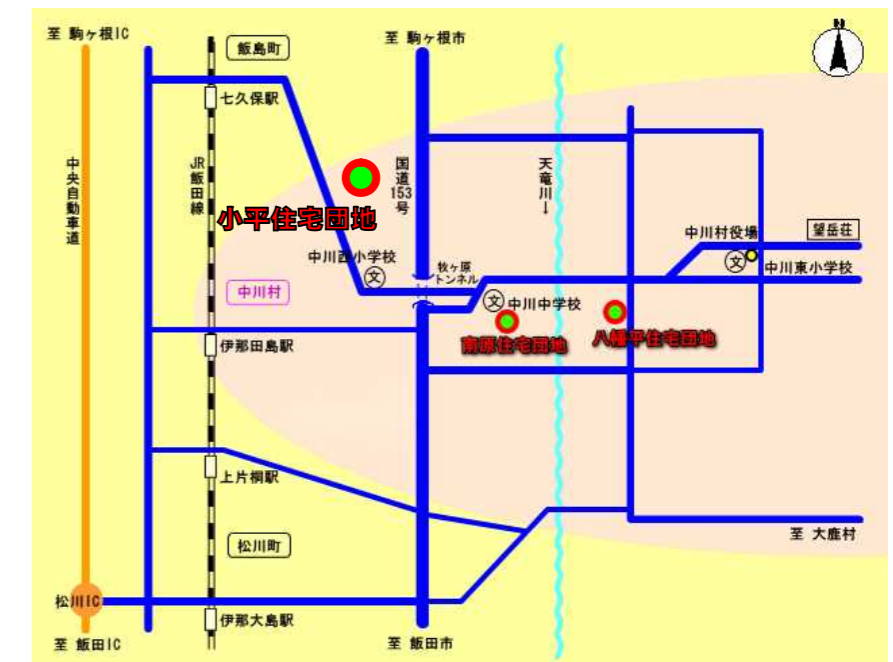 至 駒ヶ根IC
飯島町
至 駒ヶ根市
N
七久保駅
中央自動車道
JR飯田線
国道153号
天竜川↓
小平住宅団地
中川村役場
望岳荘
中川西小学校
文
牧ヶ原
トンネル
文
中川東小学校
中川村
文
中川中学校
南原住宅団地
八幡平住宅団地
伊那田島駅
上片桐駅
松川町
至 大鹿村
松川IC
伊那大島駅
至 飯田IC
至 飯田市